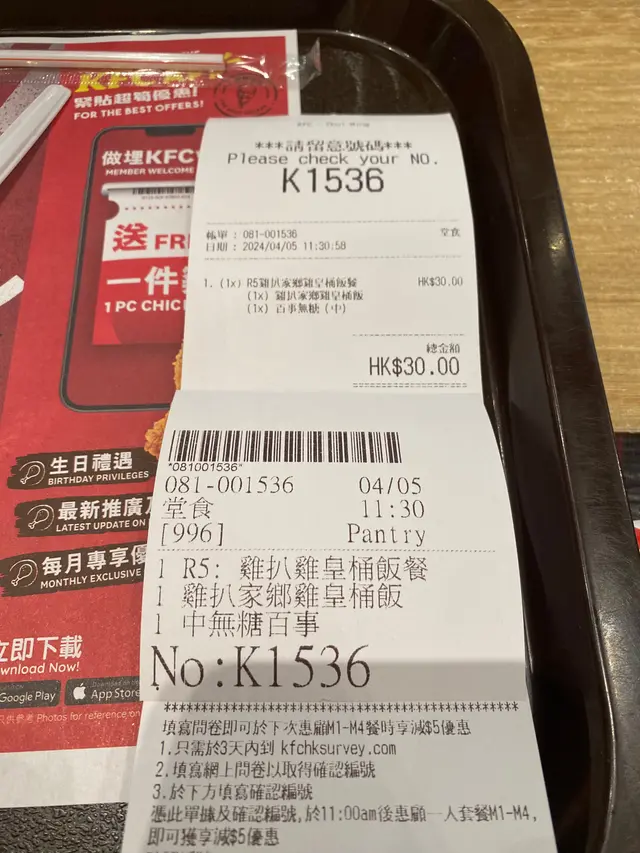 KFC
緊貼超筍優惠!
FOR THE BEST OFFERS!
做埋KFC
MEMBER WELCOME
送 FR
一件
1 PC CHIC
生日禮遇
BIRTHDAY PRIVILEGES
最新推廣
LATEST UPDATE ON
每月專享優
MONTHLY EXCLUSIVE
立即下載
wnload Now!
Google Play
App Store
Photos for reference on
***請留意號碼***
Please check your NO.
K1536
帳單 : 081-001536 堂食
日期 : 2024/04/05 11:30:58
1. (1x) R5雞扒家鄉雞皇桶飯餐 HK$30.00
(1x) 雞扒家鄉雞皇桶飯
(1x) 百事無糖 (中)
總金額
HK$30.00
*081001536*
081-001536 04/05
堂食 11:30
[996] Pantry
1 R5: 雞扒雞皇桶飯餐
1 雞扒家鄉雞皇桶飯
1 中無糖百事
No:K1536
填寫問卷即可於下次惠顧M1-M4餐時享減$5優惠
1.只需於3天內到 kfchksurvey.com
2.填寫網上問卷以取得確認編號
3.於下方填寫確認編號
憑此單據及確認編號,於11:00am後惠顧一人套餐M1-M4,
即可獲享減$5優惠